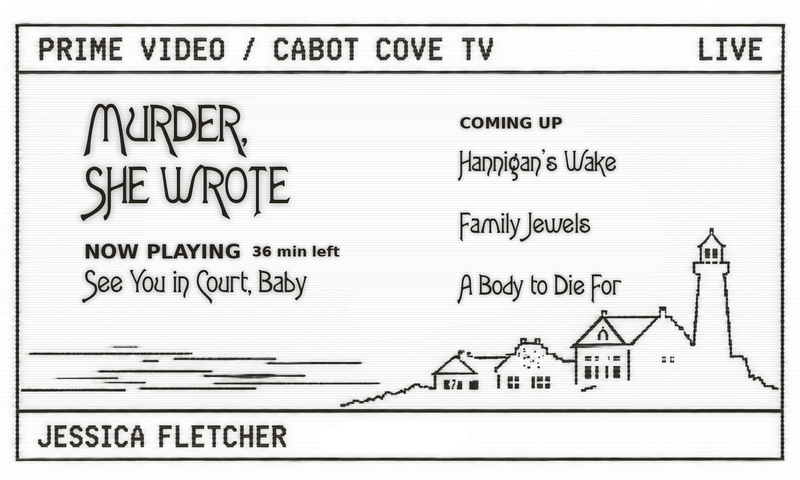 PRIME VIDEO / CABOT COVE TV
LIVE
MURDER,
SHE WROTE
NOW PLAYING 36 min left
See You in Court, Baby
COMING UP
Hannigan's Wake
Family Jewels
A Body to Die For
JESSICA FLETCHER